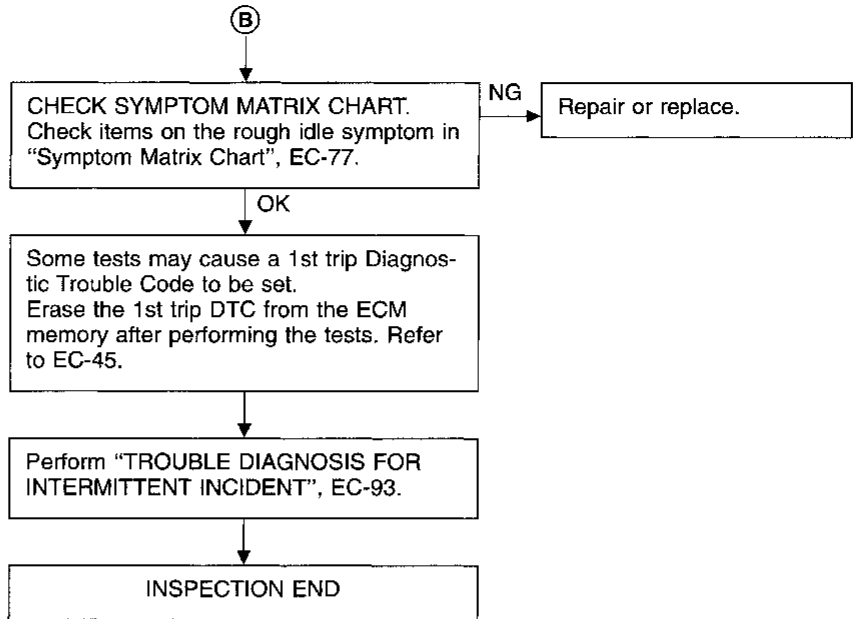 B
CHECK SYMPTOM MATRIX CHART.
Check items on the rough idle symptom in
"Symptom Matrix Chart", EC-77.
NG
Repair or replace.
OK
Some tests may cause a 1st trip Diagnos-
tic Trouble Code to be set.
Erase the 1st trip DTC from the ECM
memory after performing the tests. Refer
to EC-45.
Perform "TROUBLE DIAGNOSIS FOR
INTERMITTENT INCIDENT", EC-93.
INSPECTION END